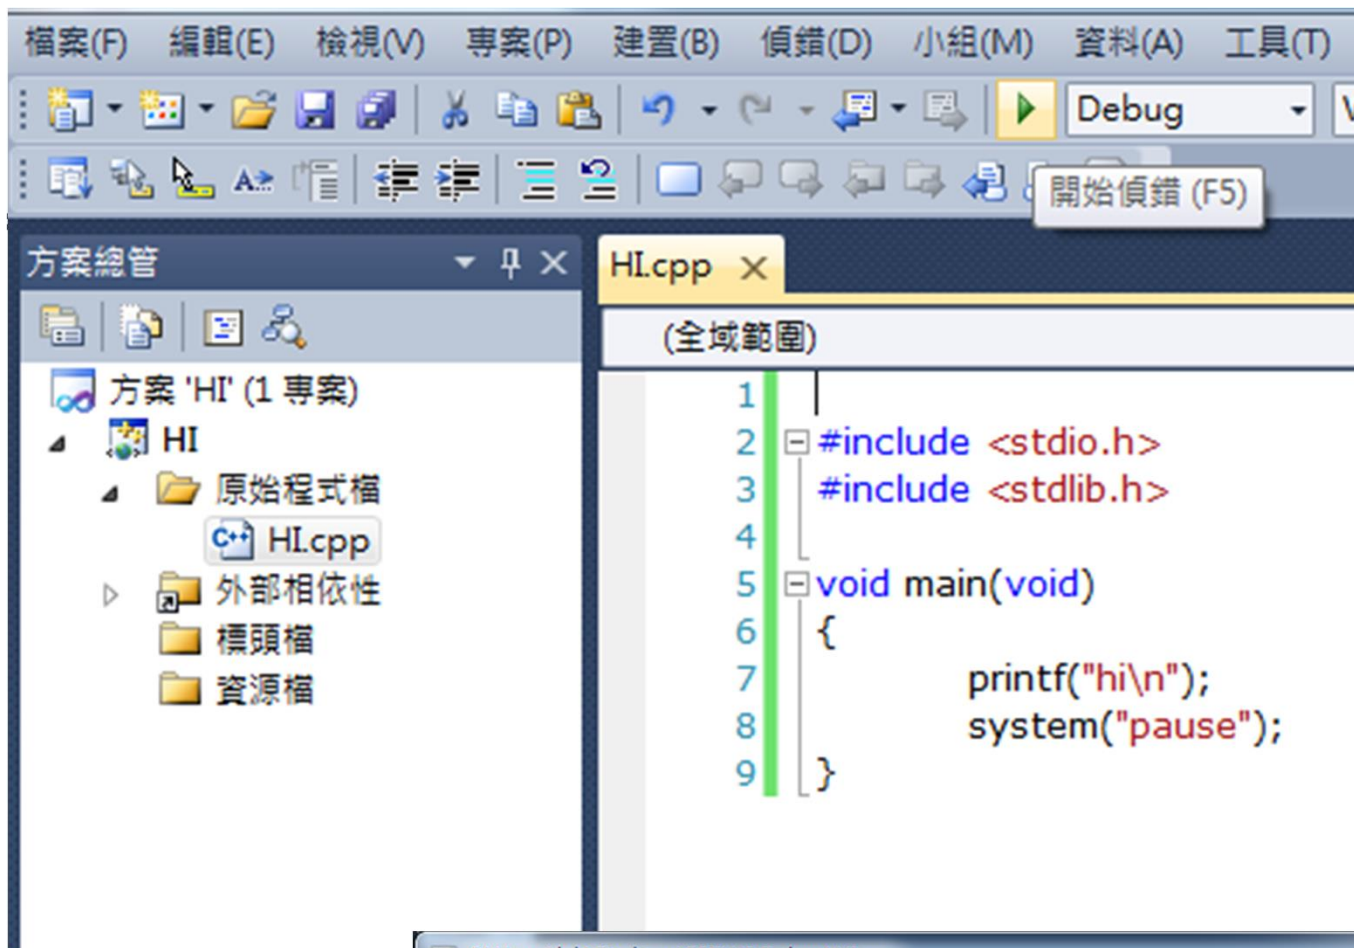 檔案(F) 編輯(E) 檢視(V) 專案(P) 建置(B) 偵錯(D) 小組(M) 資料(A) 工具(T)
Debug
開始偵錯 (F5)
方案總管
HI.cpp
(全域範圍)
方案 'HI' (1 專案)
HI
原始程式檔
HI.cpp
外部相依性
標頭檔
資源檔
1
2 #include <stdio.h>
3 #include <stdlib.h>
4
5 void main(void)
6 {
7 printf("hi\n");
8 system("pause");
9 }